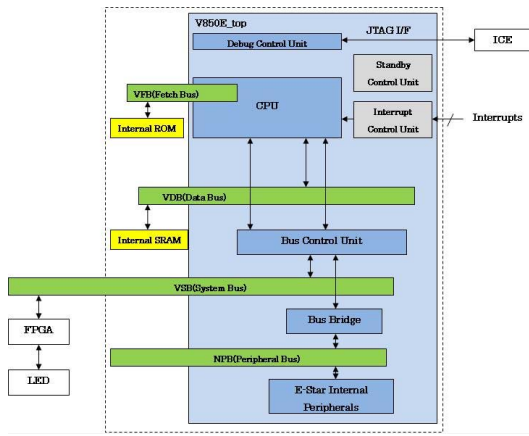 V850E_top
JTAG I/F
ICE
Debug Control Unit
Standby
Control Unit
VFB(Fetch Bus)
CPU
Internal ROM
Interrupt
Control Unit
Interrupts
VDB(Data Bus)
Internal SRAM
Bus Control Unit
VSB(System Bus)
FPGA
Bus Bridge
NPB(Peripheral Bus)
LED
E-Star Internal
Peripherals